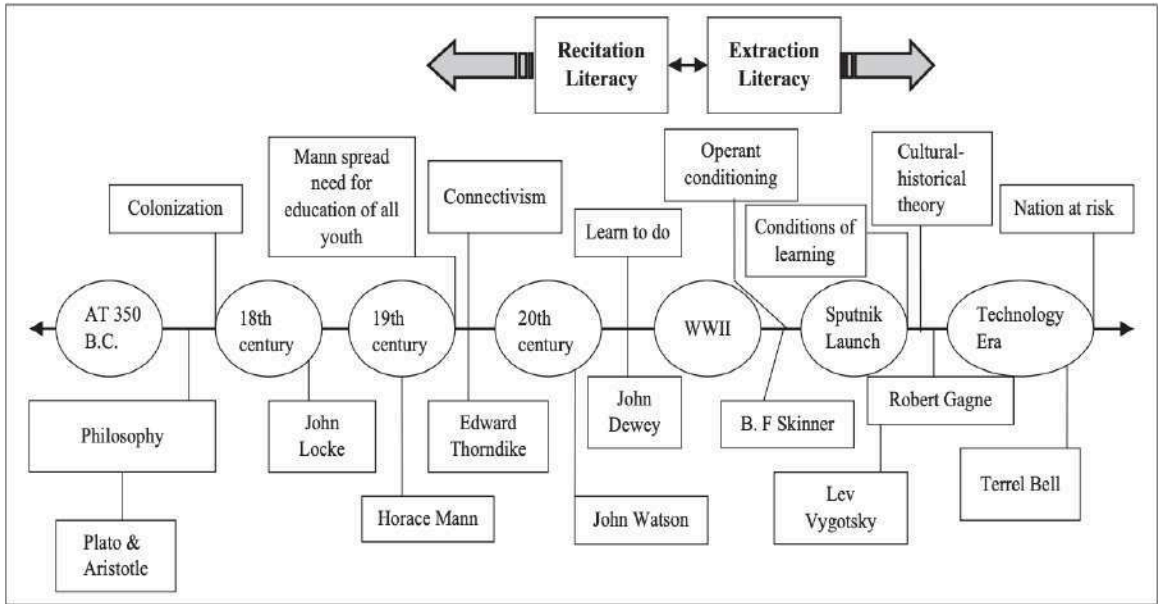 Recitation
Literacy
Extraction
Literacy
Mann spread
need for
education of all
youth
Operant
conditioning
Cultural-
historical
theory
Colonization
Connectivism
Learn to do
Conditions of
learning
Nation at risk
AT 350
B.C.
18th
century
19th
century
20th
century
WWII
Sputnik
Launch
Technology
Era
Philosophy
John
Locke
Edward
Thorndike
John
Dewey
B. F Skinner
Robert Gagne
Horace Mann
John Watson
Lev
Vygotsky
Terrel Bell
Plato &
Aristotle